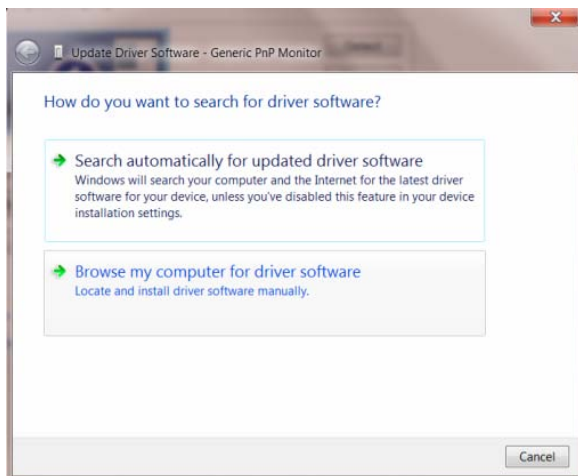 Update Driver Software - Generic PnP Monitor
How do you want to search for driver software?
Search automatically for updated driver software
Windows will search your computer and the Internet for the latest driver
software for your device, unless you've disabled this feature in your device
installation settings.
Browse my computer for driver software
Locate and install driver software manually.
Cancel